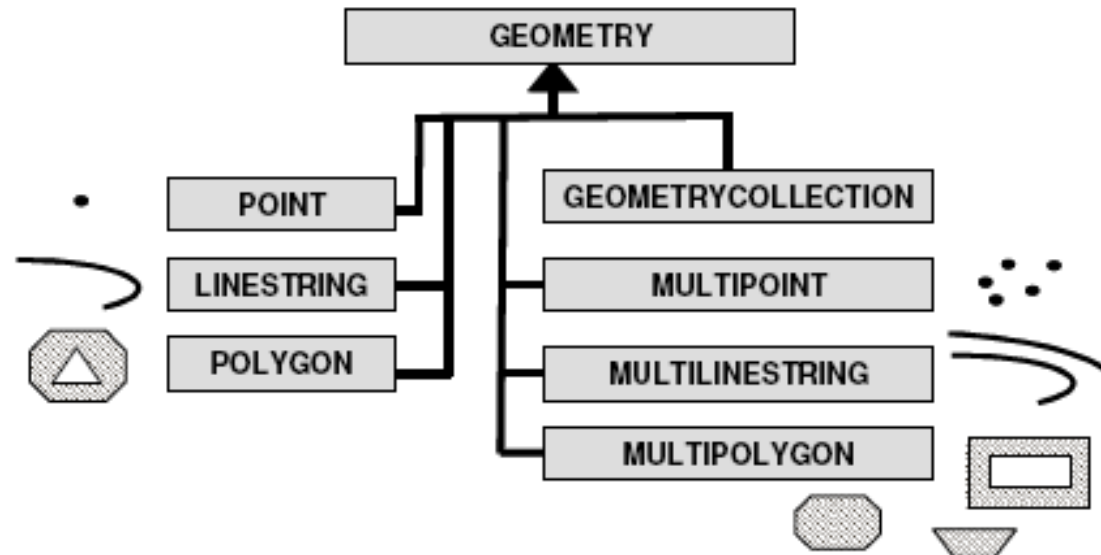 GEOMETRY
POINT
GEOMETRYCOLLECTION
LINESTRING
MULTIPOINT
POLYGON
MULTILINESTRING
MULTIPOLYGON